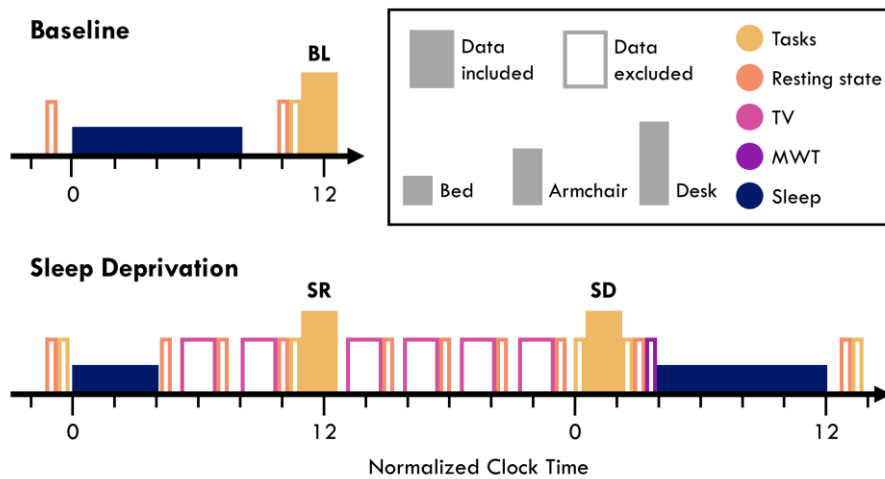 Baseline
BL
0
12
Data
included
Data
excluded
Bed
Armchair
Desk
Tasks
Resting state
TV
MWT
Sleep
Sleep Deprivation
SR
SD
0
12
0
12
Normalized Clock Time